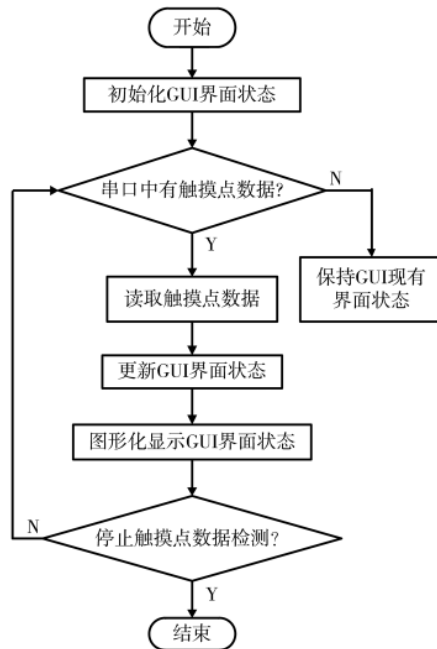 开始
初始化GUI界面状态
串口中有触摸点数据?
N
Y
保持GUI现有
界面状态
读取触摸点数据
更新GUI界面状态
图形化显示GUI界面状态
N
停止触摸点数据检测?
Y
结束